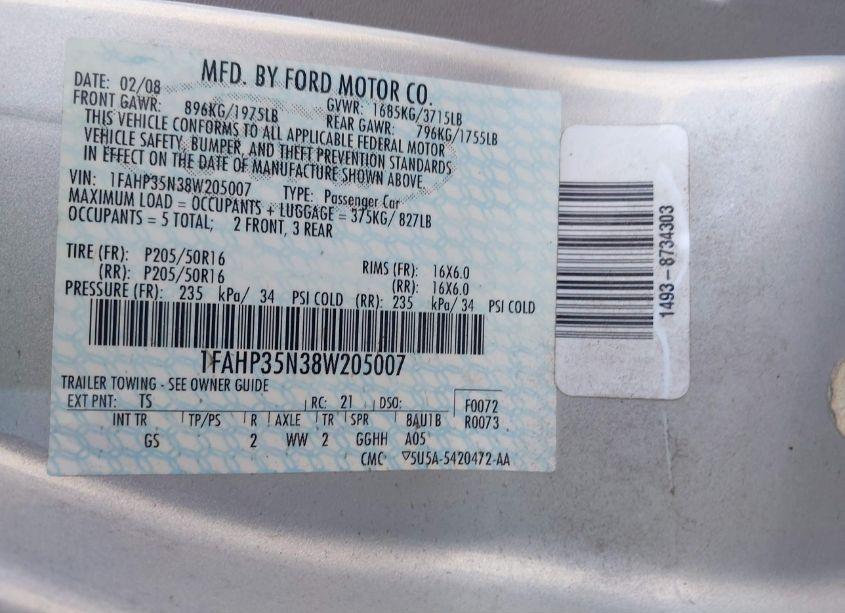 MFD. BY FORD MOTOR CO.
DATE: 02/08 GVWR: 1685KG/3715LB
FRONT GAWR: 896KG/1975LB REAR GAWR: 796KG/1755LB
THIS VEHICLE CONFORMS TO ALL APPLICABLE FEDERAL MOTOR
VEHICLE SAFETY, BUMPER, AND THEFT PREVENTION STANDARDS
IN EFFECT ON THE DATE OF MANUFACTURE SHOWN ABOVE
VIN: 1FAHP35N38W205007 TYPE: Passenger Car
MAXIMUM LOAD = OCCUPANTS + LUGGAGE = 375KG/ 827LB
OCCUPANTS = 5 TOTAL; 2 FRONT, 3 REAR
TIRE (FR): P205/50R16 RIMS (FR): 16X6.0
(RR): P205/50R16 (RR): 16X6.0
PRESSURE (FR): 235 kPa/ 34 PSI COLD (RR): 235 kPa/ 34 PSI COLD
1FAHP35N38W205007
TRAILER TOWING - SEE OWNER GUIDE
EXT PNT: TS RC: 21 DSO: F0072
INT TR TP/PS R AXLE TR SPR BAU1B R0073
GS 2 WW 2 GGHH A05
CMC ▽5U5A-5420472-AA
1493-8734303